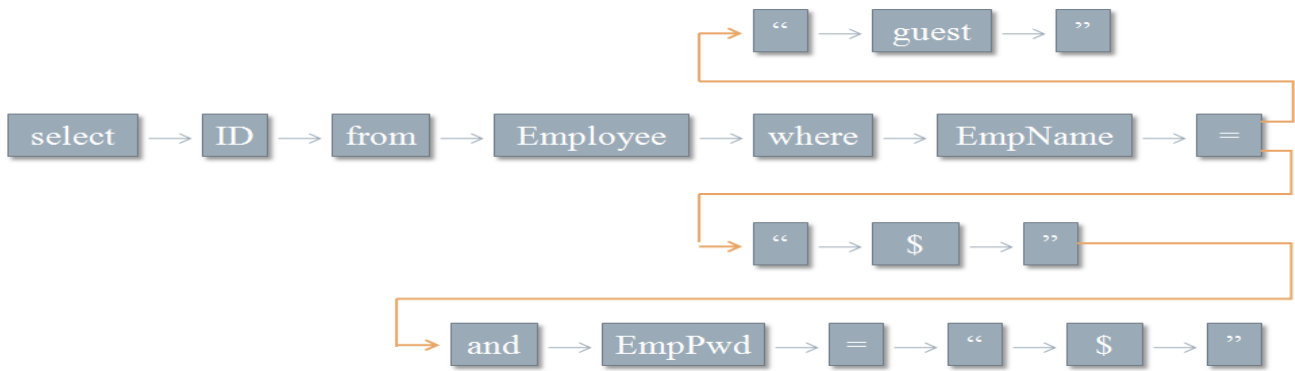 “ guest ”
select ID from Employee where EmpName =
“ $ ”
and EmpPwd = “ $ ”